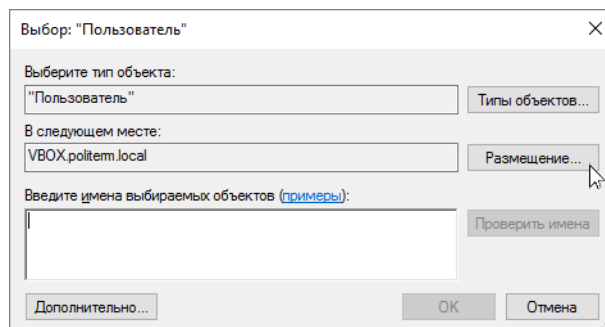 Выбор: "Пользователь"
Выберите тип объекта:
"Пользователь"
Типы объектов...
В следующем месте:
VBOX.politerm.local
Размещение...
Введите имена выбираемых объектов (примеры):
Проверить имена
Дополнительно...
OK
Отмена